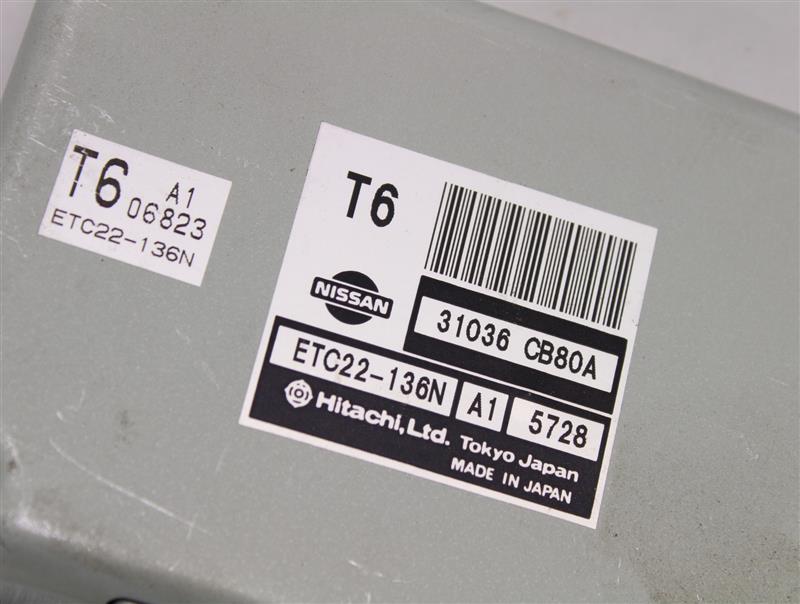 T6 A1
06823
ETC22-136N
T6
NISSAN
31036 CB80A
ETC22-136N A1 5728
Hitachi, Ltd. Tokyo Japan
MADE IN JAPAN